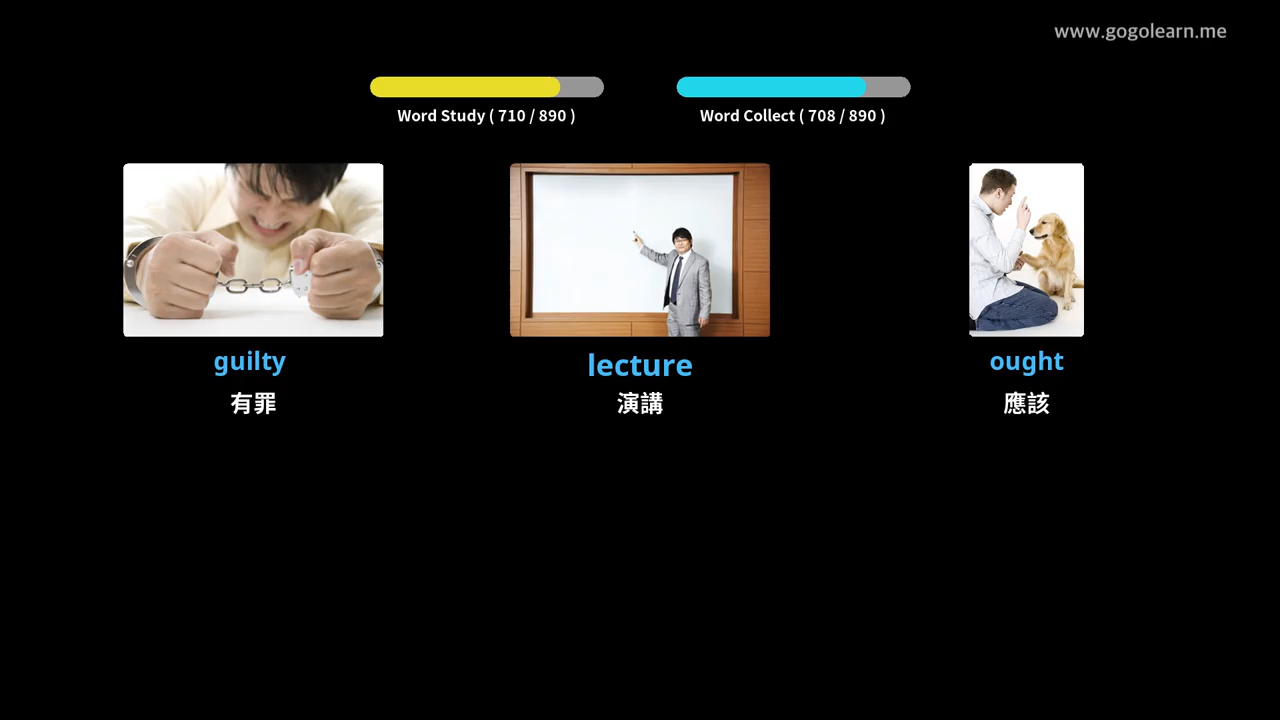 www.gogolearn.me
Word Study ( 710 / 890 )
Word Collect ( 708 / 890 )
guilty
有罪
lecture
演講
ought
應該